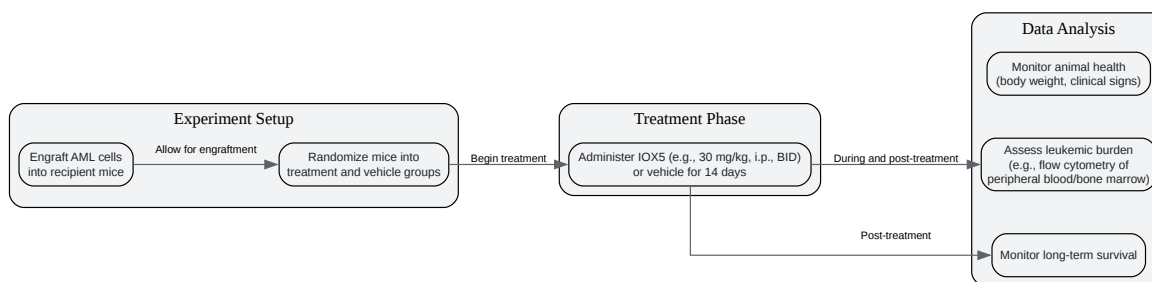 Experiment Setup
Engraft AML cells
into recipient mice
Allow for engraftment
Randomize mice into
treatment and vehicle groups
Begin treatment
Treatment Phase
Administer IOX5 (e.g., 30 mg/kg, i.p., BID)
or vehicle for 14 days
During and post-treatment
Post-treatment
Data Analysis
Monitor animal health
(body weight, clinical signs)
Assess leukemic burden
(e.g., flow cytometry of
peripheral blood/bone marrow)
Monitor long-term survival